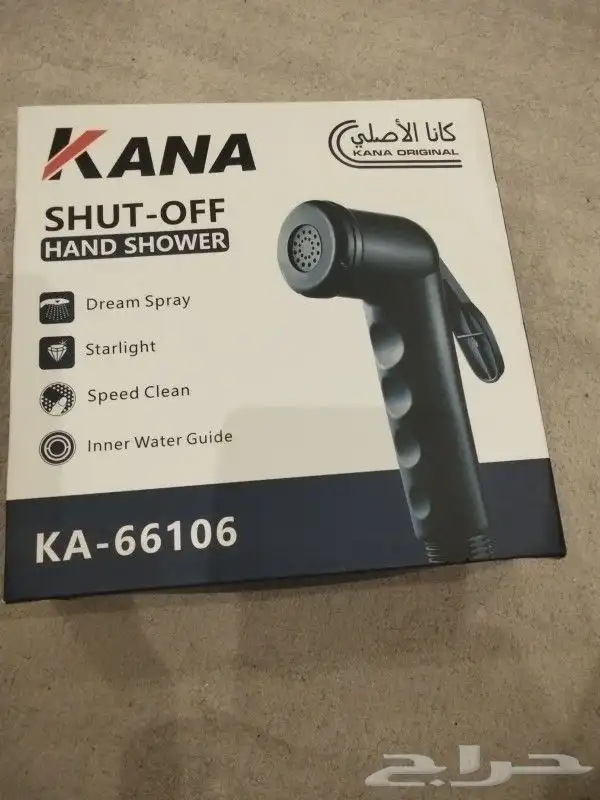 KANA
كانا الأصلي
KANA ORIGINAL
SHUT-OFF
HAND SHOWER
Dream Spray
Starlight
Speed Clean
Inner Water Guide
KA-66106
حراج